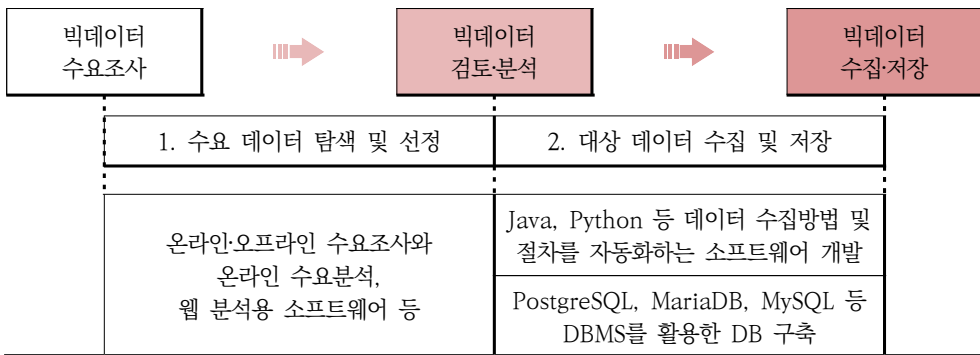 빅데이터
수요조사
빅데이터
검토·분석
빅데이터
수집·저장
1. 수요 데이터 탐색 및 선정
2. 대상 데이터 수집 및 저장
온라인·오프라인 수요조사와
온라인 수요분석,
웹 분석용 소프트웨어 등
Java, Python 등 데이터 수집방법 및
절차를 자동화하는 소프트웨어 개발
PostgreSQL, MariaDB, MySQL 등
DBMS를 활용한 DB 구축